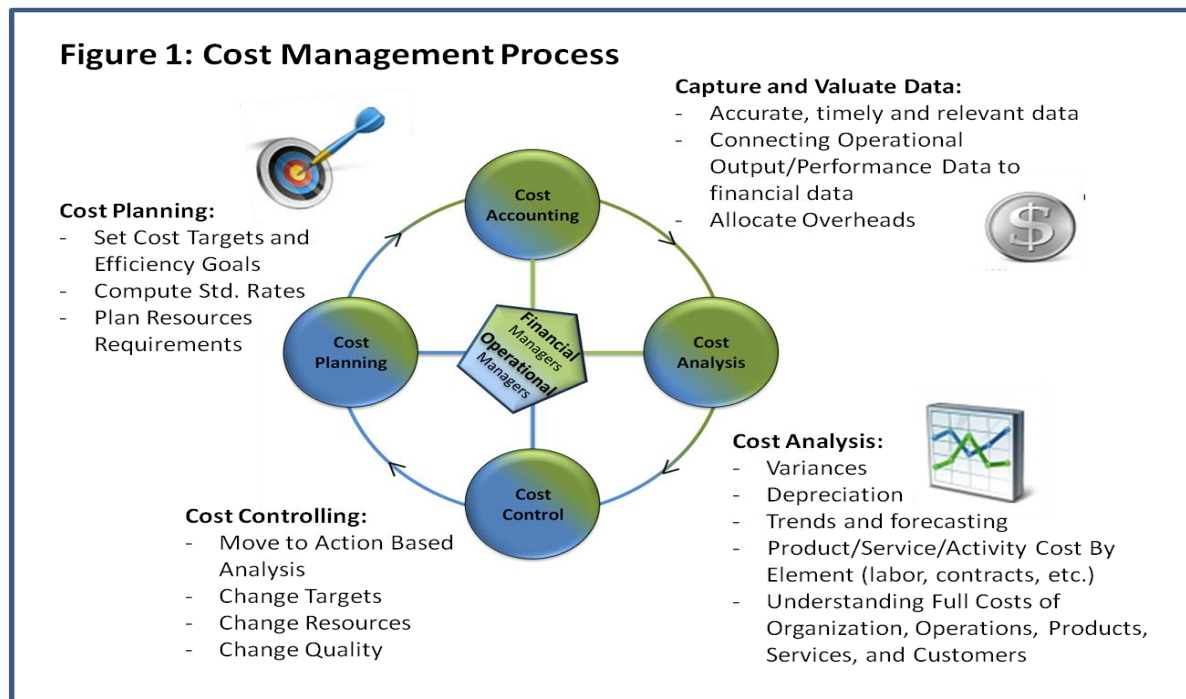 Figure 1: Cost Management Process
Capture and Valuate Data:
- Accurate, timely and relevant data
- Connecting Operational
Output/Performance Data to
financial data
- Allocate Overheads
$
Cost Planning:
- Set Cost Targets and
Efficiency Goals
- Compute Std. Rates
- Plan Resources
Requirements
Cost
Accounting
Cost
Planning
Financial
Managers
Operational
Managers
Cost
Analysis
Cost
Control
Cost Analysis:
- Variances
- Depreciation
- Trends and forecasting
- Product/Service/Activity Cost By
Element (labor, contracts, etc.)
- Understanding Full Costs of
Organization, Operations, Products,
Services, and Customers
Cost Controlling:
- Move to Action Based
Analysis
- Change Targets
- Change Resources
- Change Quality